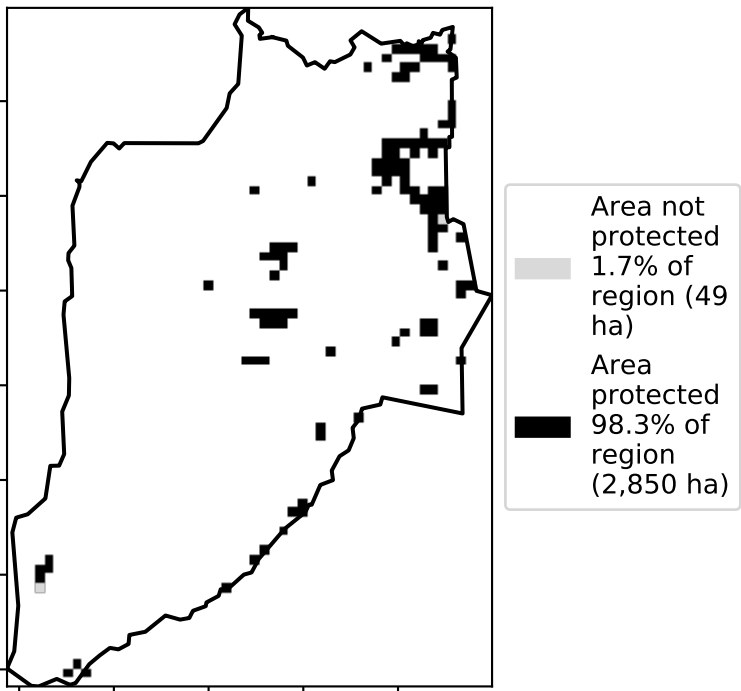 Area not
protected
1.7% of
region (49
ha)
Area
protected
98.3% of
region
(2,850 ha)